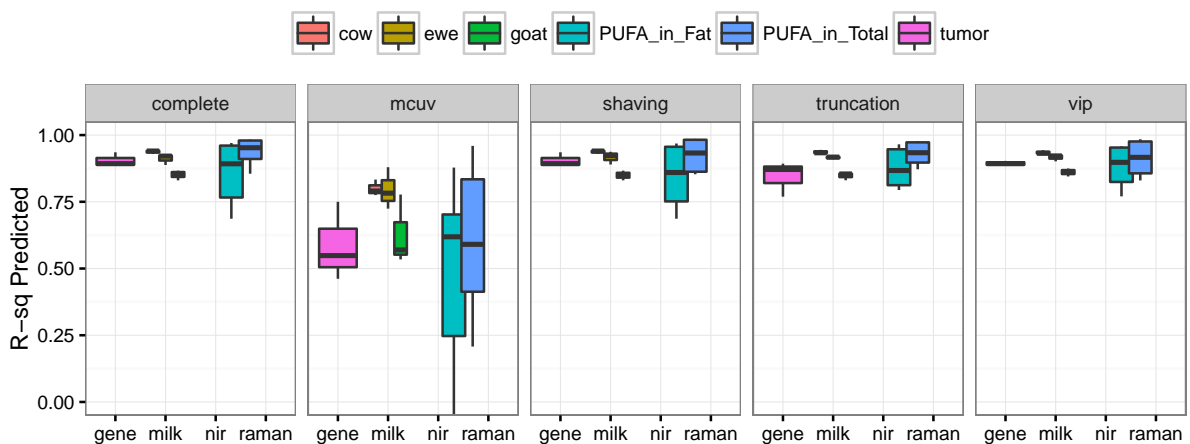 cow ewe goat PUFA_in_Fat PUFA_in_Total tumor
complete mcuv shaving truncation vip
1.00
0.75
0.50
0.25
0.00
R−sq Predicted
gene milk nir raman gene milk nir raman gene milk nir raman gene milk nir raman gene milk nir raman